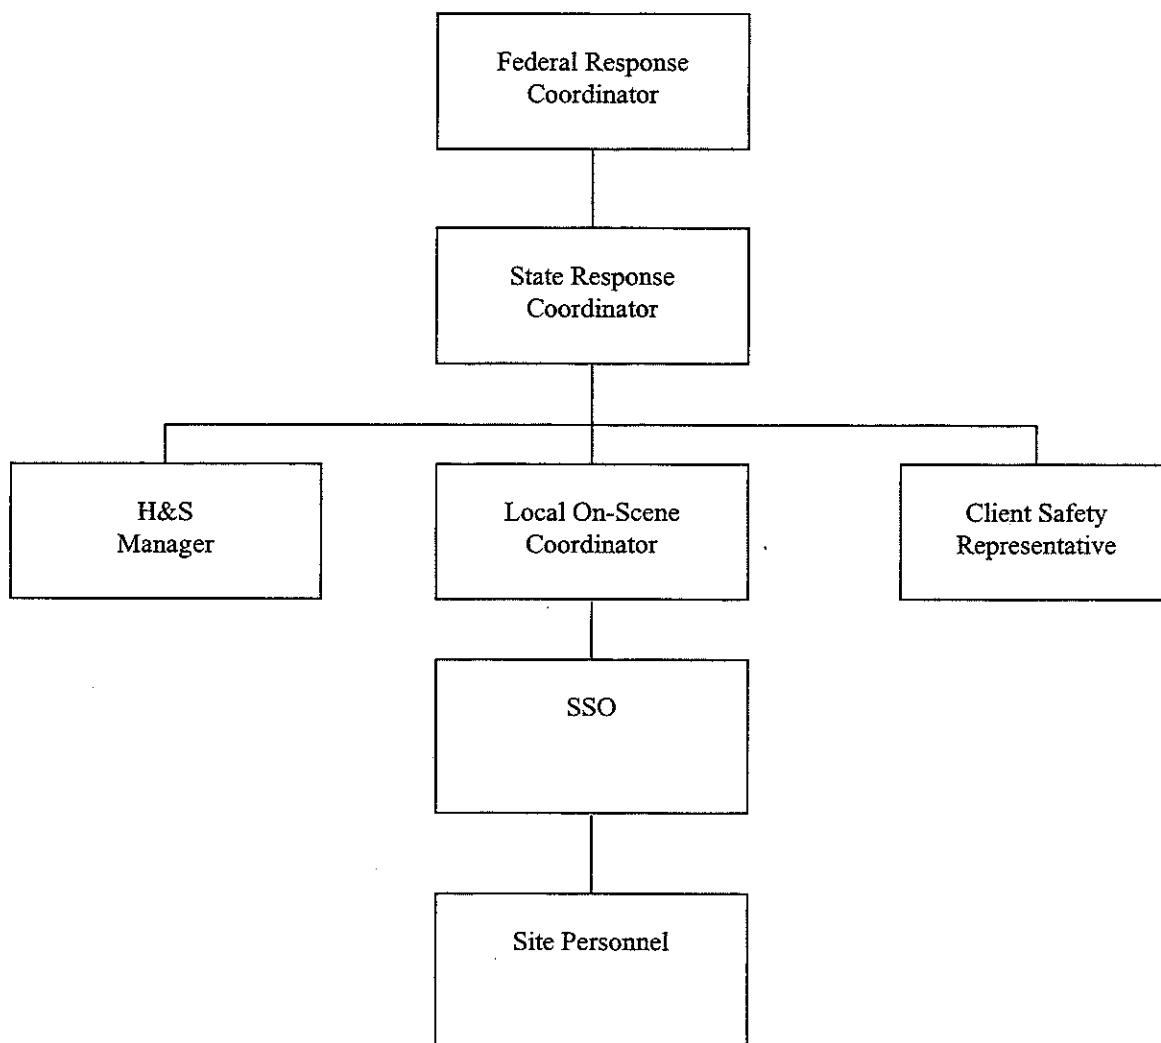 Federal Response
Coordinator
State Response
Coordinator
H&S
Manager
Local On-Scene
Coordinator
Client Safety
Representative
SSO
Site Personnel